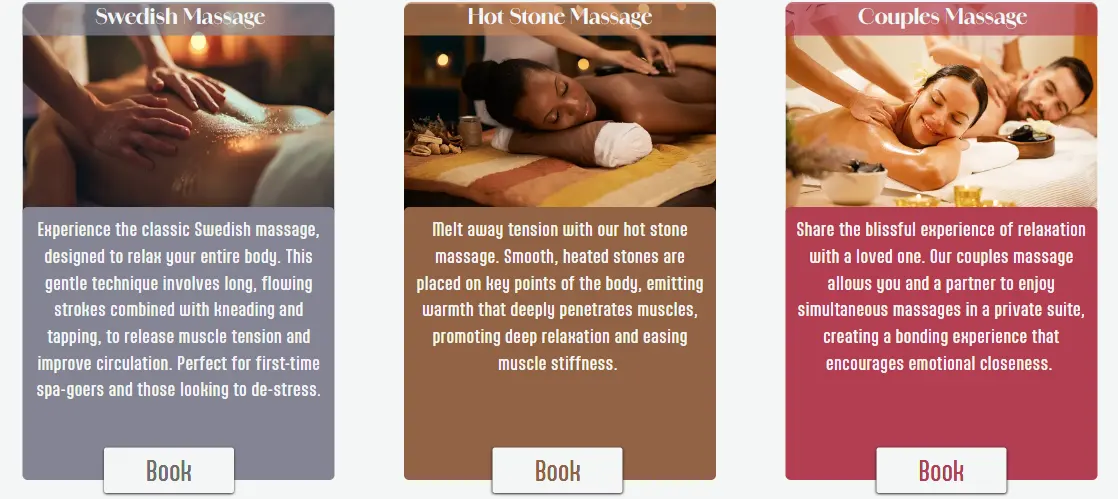 Swedish Massage
Experience the classic Swedish massage,
designed to relax your entire body. This
gentle technique involves long, flowing
strokes combined with kneading and
tapping, to release muscle tension and
improve circulation. Perfect for first-time
spa-goers and those looking to de-stress.
Book
Hot Stone Massage
Melt away tension with our hot stone
massage. Smooth, heated stones are
placed on key points of the body, emitting
warmth that deeply penetrates muscles,
promoting deep relaxation and easing
muscle stiffness.
Book
Couples Massage
Share the blissful experience of relaxation
with a loved one. Our couples massage
allows you and a partner to enjoy
simultaneous massages in a private suite,
creating a bonding experience that
encourages emotional closeness.
Book